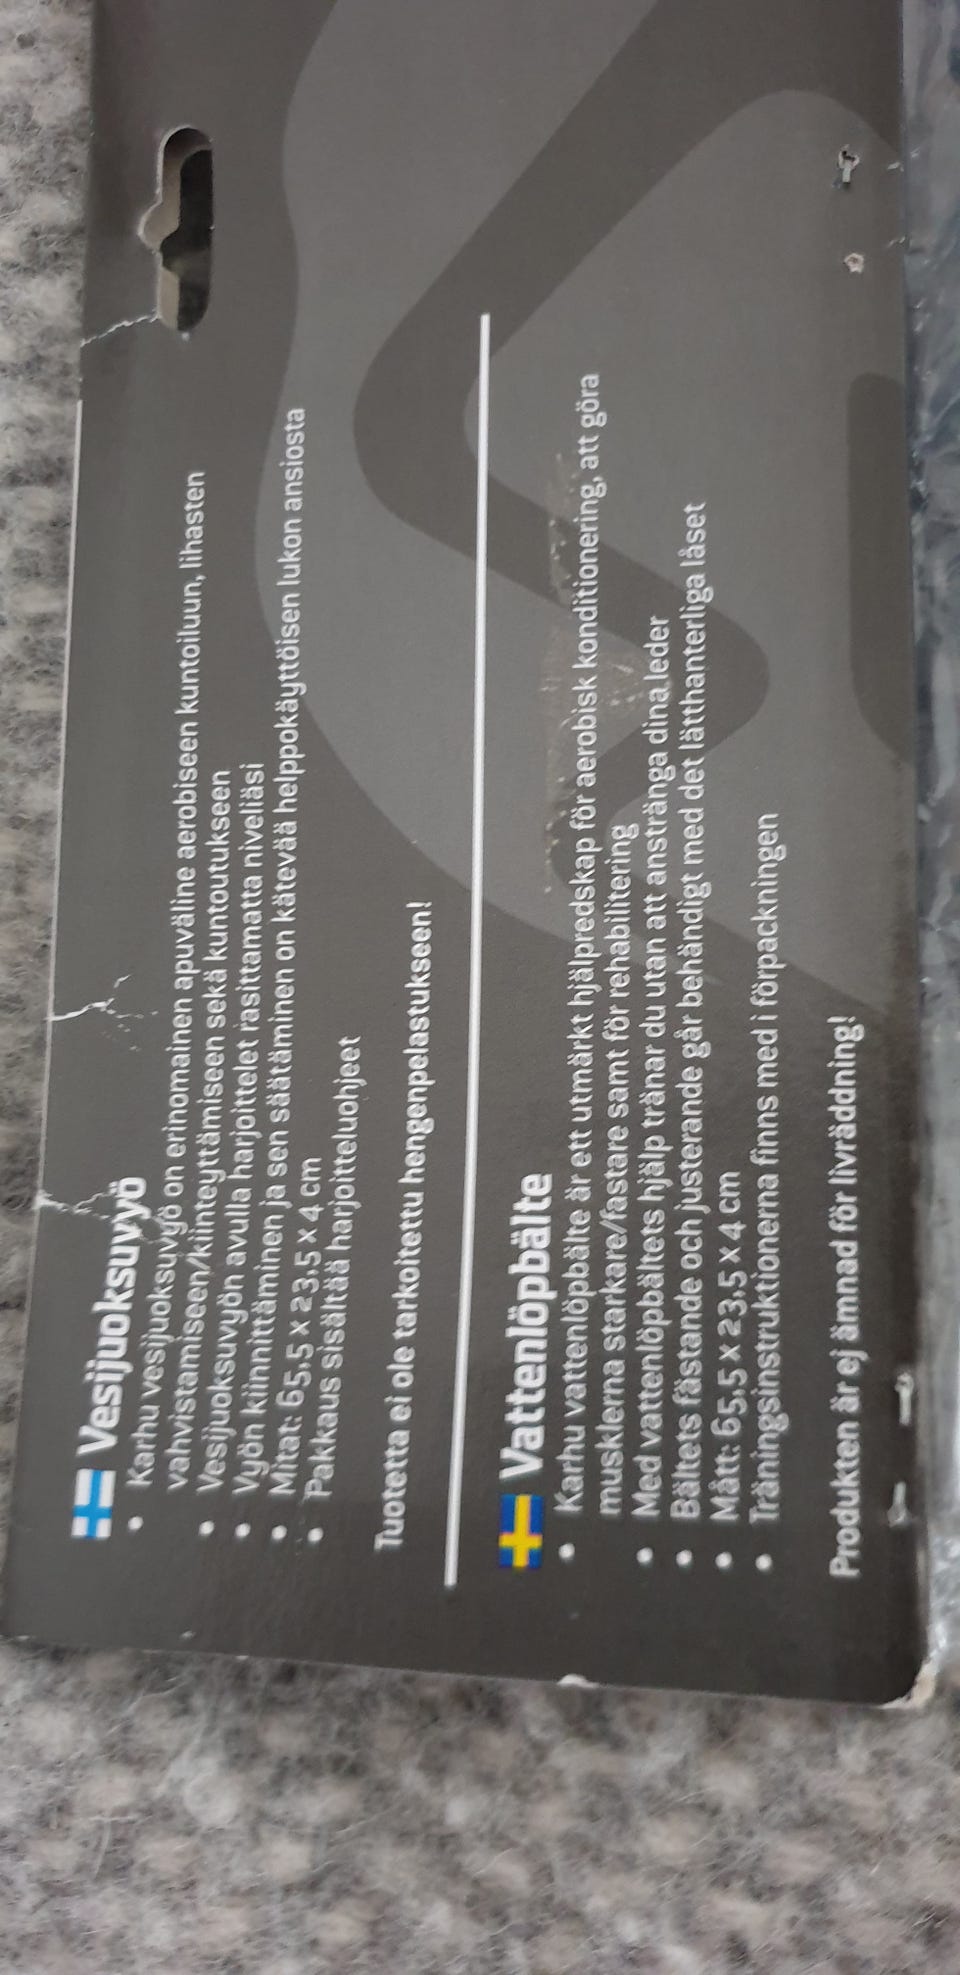 Vesijuoksuvyö
• Karhu vesijuoksuvyö on erinomainen apuväline aerobiseen kuntoiluun, lihasten
vahvistamiseen/kiinteyttämiseen sekä kuntoutukseen
• Vesijuoksuvyön avulla harjoittelet rasittamatta niveliäsi
• Vyön kiinnittäminen ja sen säätäminen on kätevää helppokäyttöisen lukon ansiosta
• Mitat: 65,5 x 23,5 x 4 cm
• Pakkaus sisältää harjoitteluohjeet
Tuotetta ei ole tarkoitettu hengenpelastukseen!
Vattenlöpbälte
• Karhu vattenlöpbälte är ett utmärkt hjälpredskap för aerobisk konditionering, att göra
musklerna starkare/fastare samt för rehabilitering
• Med vattenlöpbältets hjälp tränar du utan att anstränga dina leder
• Bältets fästande och justerande går behändigt med det lätthanterliga låset
• Mått: 65,5 x 23,5 x 4 cm
• Träningsinstruktionerna finns med i förpackningen
Produkten är ej ämnad för livräddning!